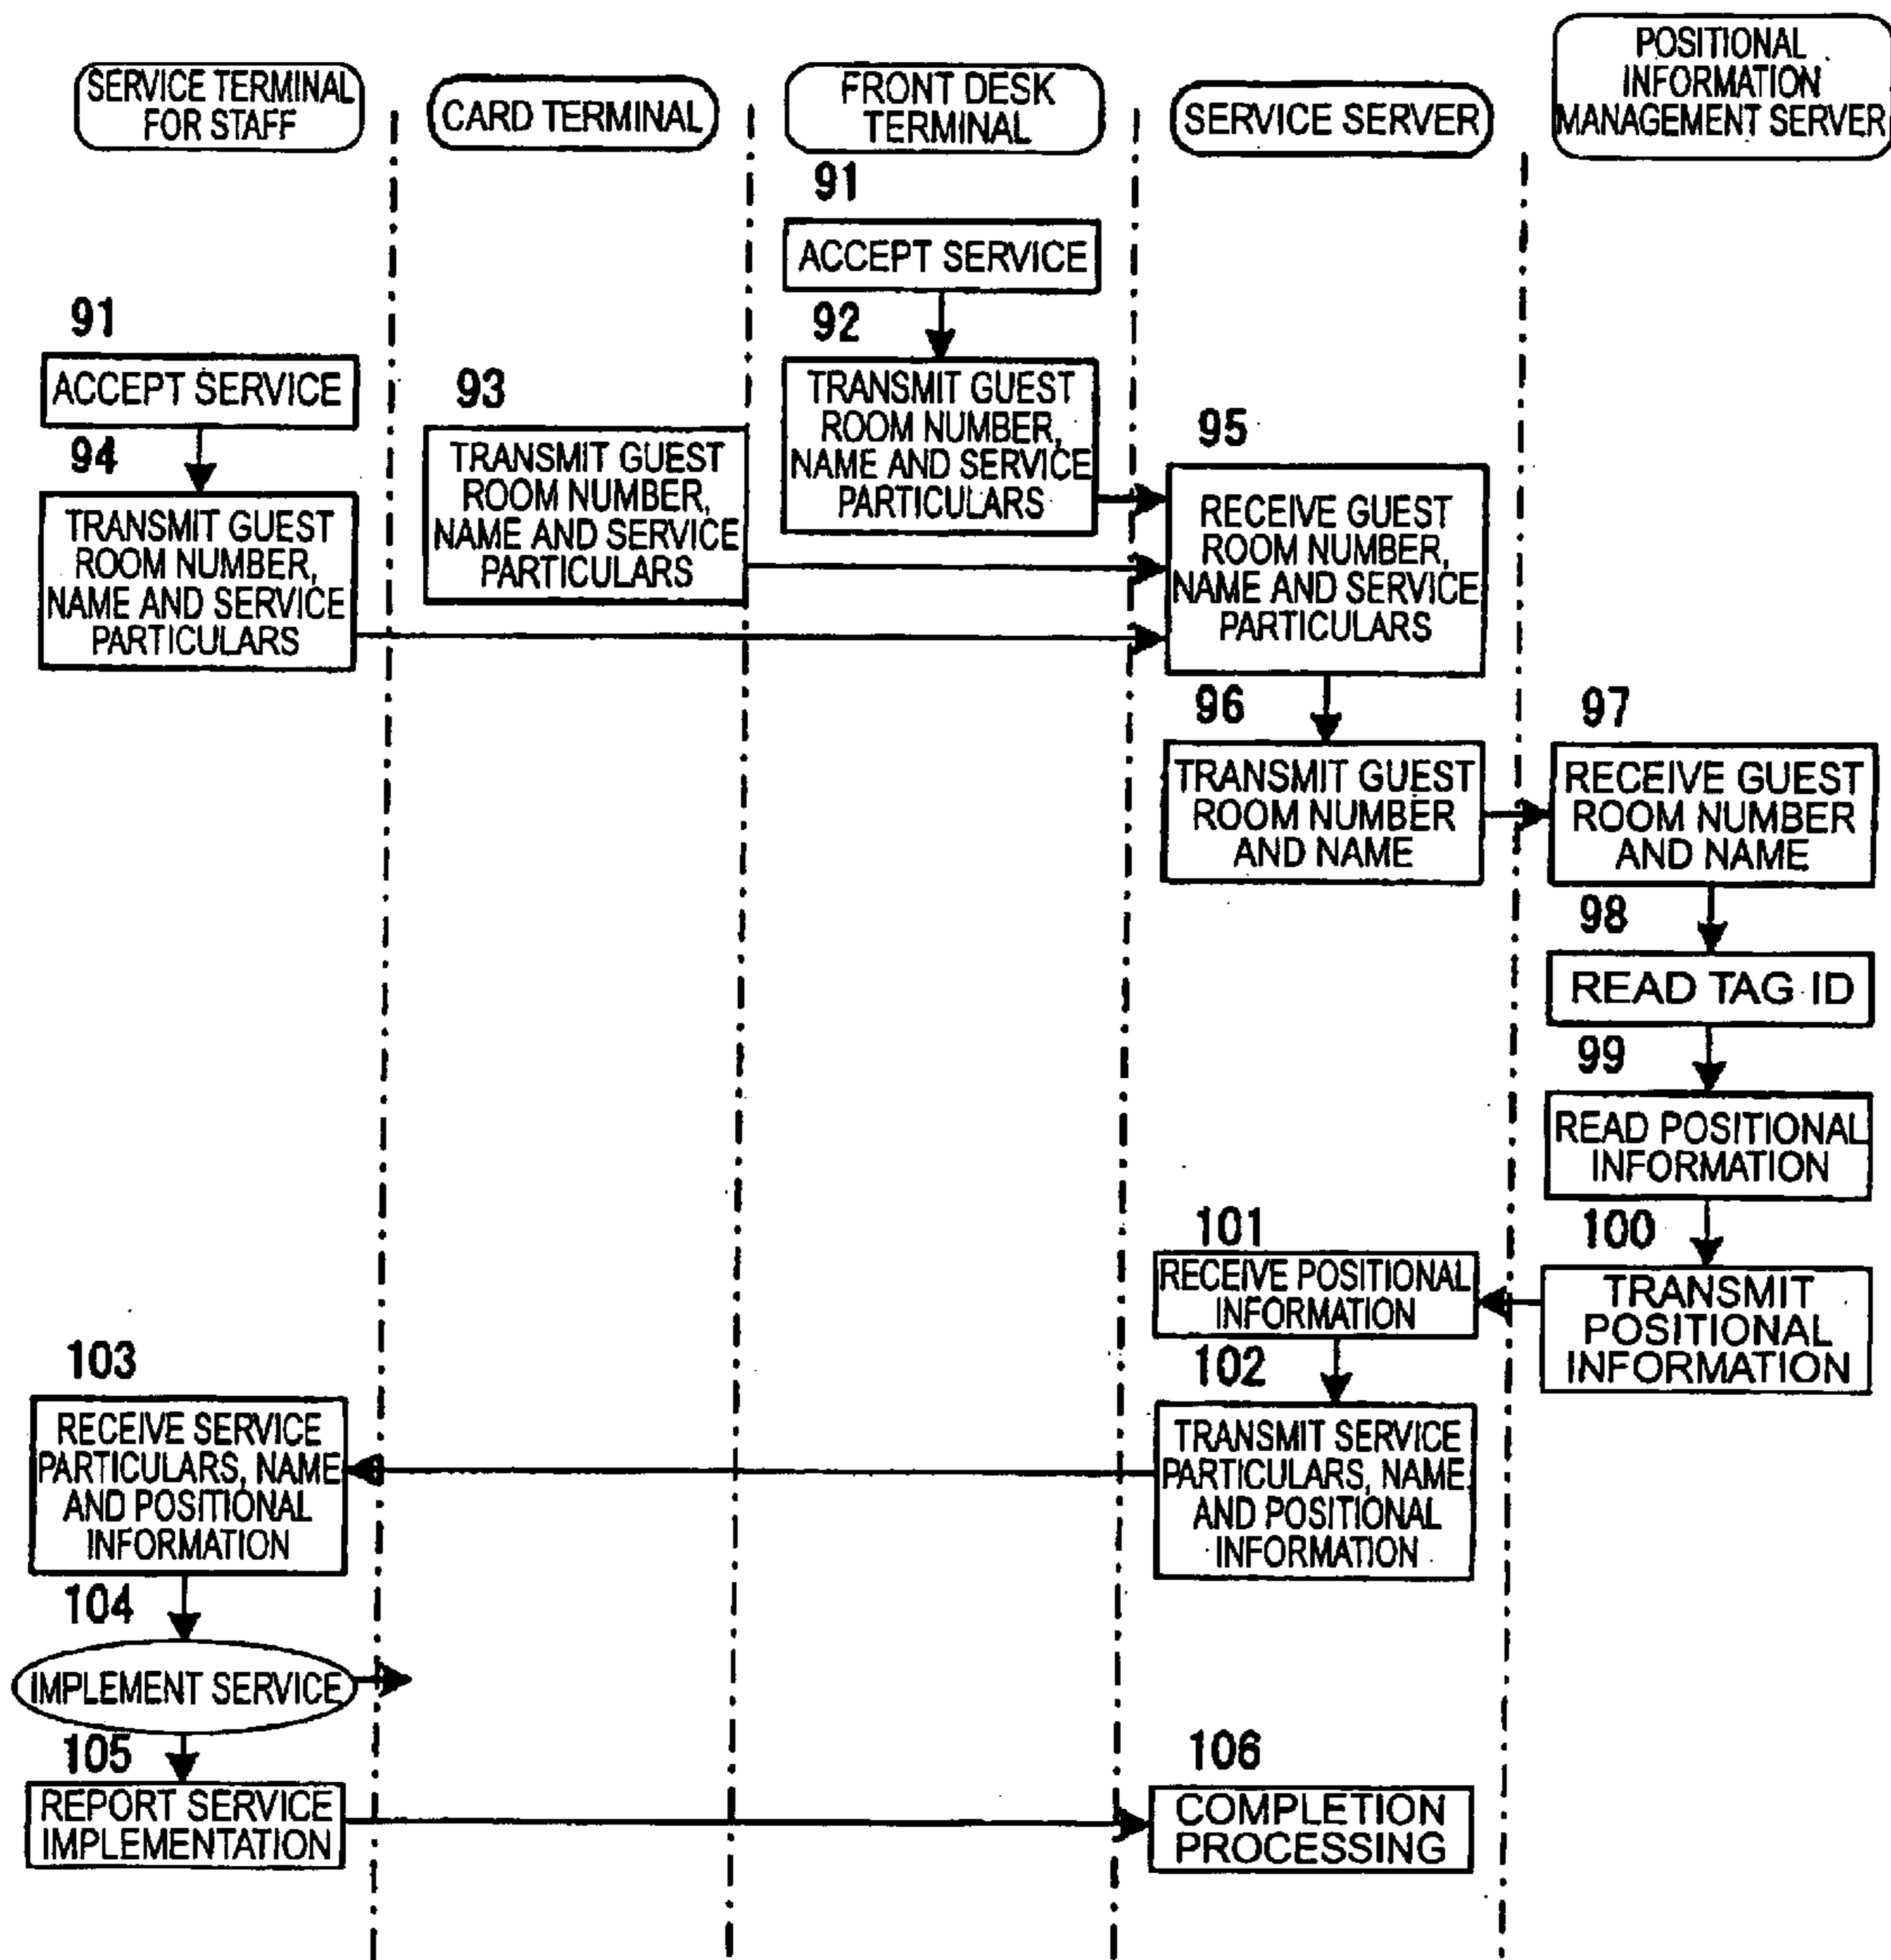 SERVICE TERMINAL
FOR STAFF
CARD TERMINAL
FRONT DESK
TERMINAL
SERVICE SERVER
POSITIONAL
INFORMATION
MANAGEMENT SERVER
91
ACCEPT SERVICE
92
TRANSMIT GUEST
ROOM NUMBER,
NAME AND SERVICE
PARTICULARS
91
ACCEPT SERVICE
94
TRANSMIT GUEST
ROOM NUMBER,
NAME AND SERVICE
PARTICULARS
93
TRANSMIT GUEST
ROOM NUMBER,
NAME AND SERVICE
PARTICULARS
95
RECEIVE GUEST
ROOM NUMBER,
NAME AND SERVICE
PARTICULARS
96
TRANSMIT GUEST
ROOM NUMBER
AND NAME
97
RECEIVE GUEST
ROOM NUMBER
AND NAME
98
READ TAG ID
99
READ POSITIONAL
INFORMATION
100
TRANSMIT
POSITIONAL
INFORMATION
101
RECEIVE POSITIONAL
INFORMATION
102
TRANSMIT SERVICE
PARTICULARS, NAME
AND POSITIONAL
INFORMATION
103
RECEIVE SERVICE
PARTICULARS, NAME
AND POSITIONAL
INFORMATION
104
IMPLEMENT SERVICE
105
REPORT SERVICE
IMPLEMENTATION
106
COMPLETION
PROCESSING